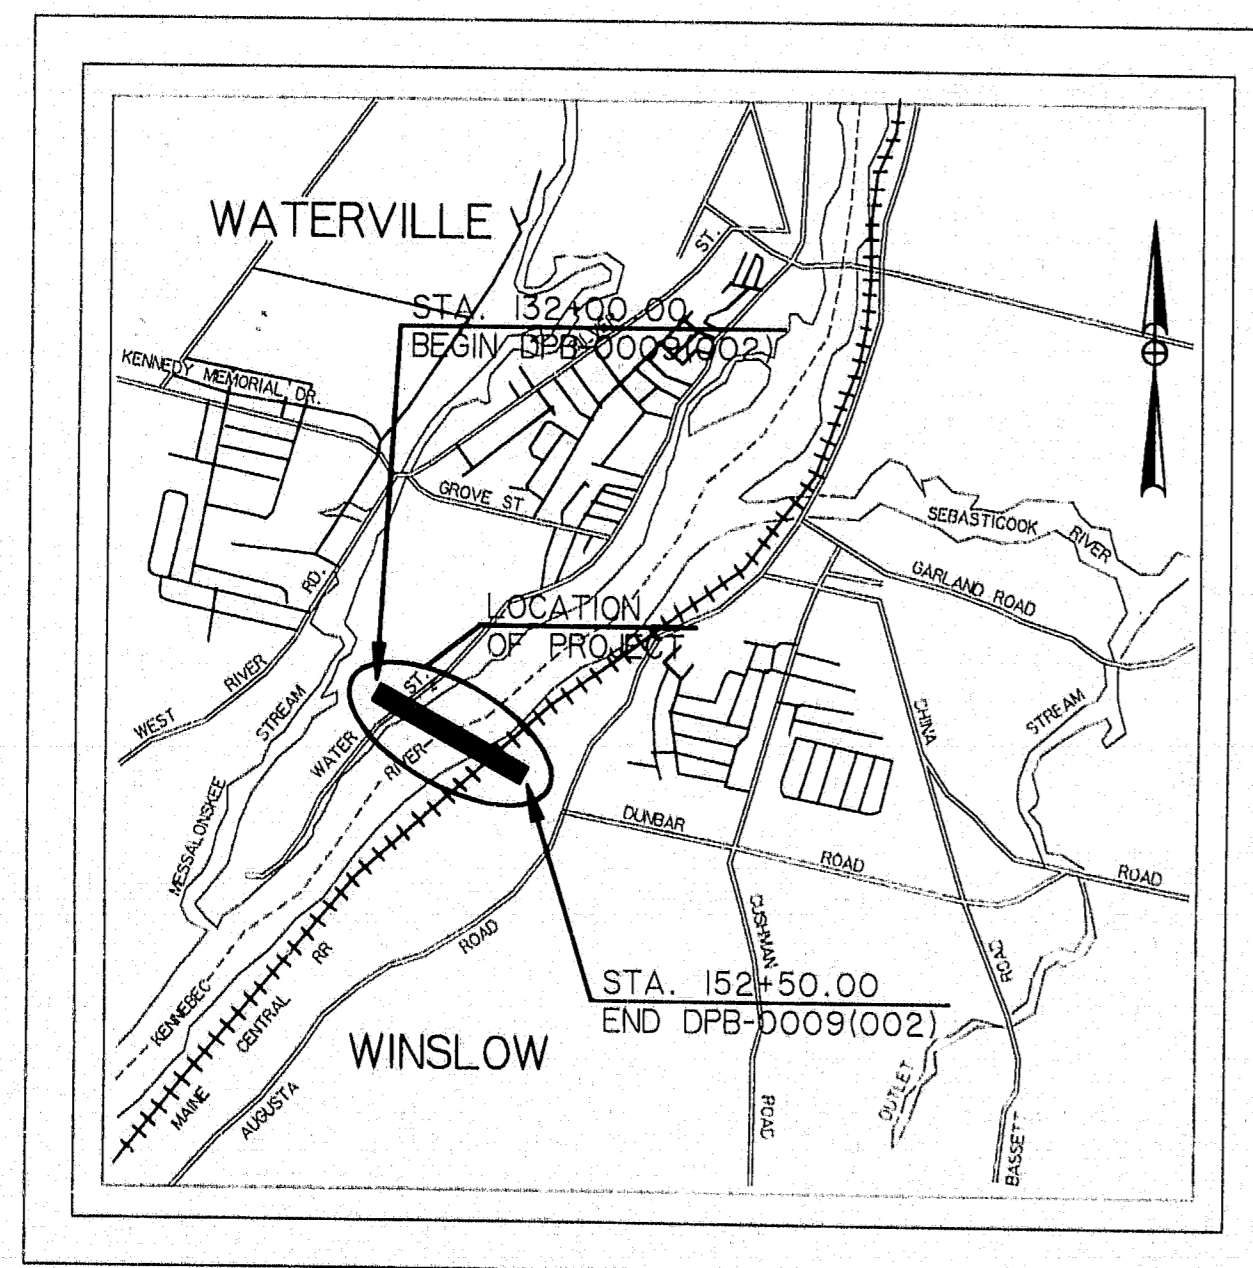 WATERVILLE
ST.
STA. 132+00.00
BEGIN DPB-0009(002)
KENNEDY MEMORIAL DR.
GROVE ST
SEBASTICOOK RIVER
GARLAND ROAD
RD.
LOCATION
OF PROJECT
WEST RIVER
STREAM
MESSALONSKEE
WATER ST.
RIVER
CHINA
STREAM
DUNBAR ROAD
ROAD
CUSHMAN
ROAD
ROAD
KENNEBEC
MAINE CENTRAL RR
STA. 152+50.00
END DPB-0009(002)
WINSLOW
AUGUSTA
ROAD
OUTLET
BASSETT